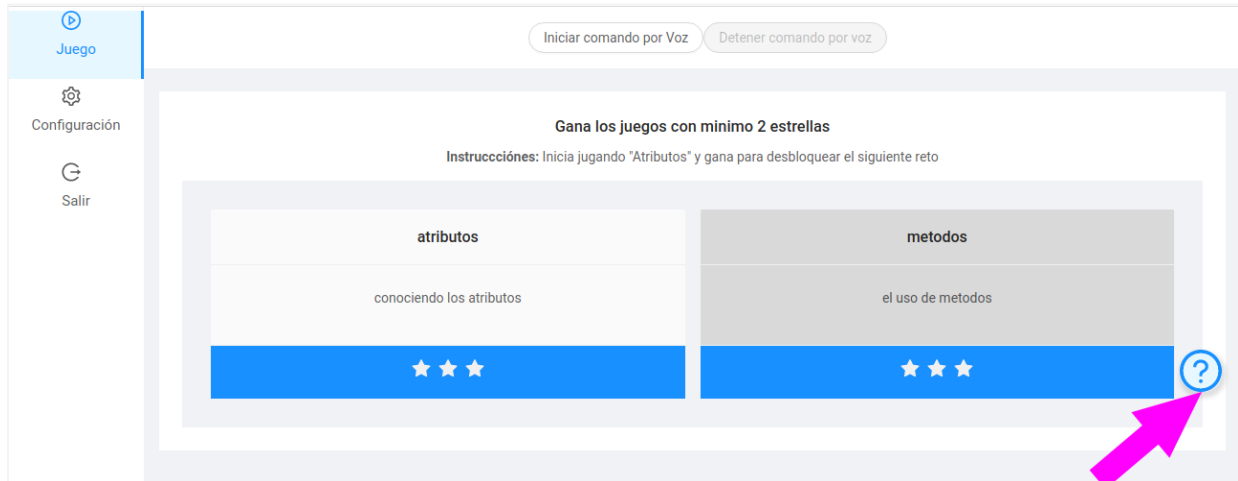 Juego
Configuración
Salir
Iniciar comando por Voz
Detener comando por voz
Gana los juegos con minimo 2 estrellas
Instruccciónes: Inicia jugando "Atributos" y gana para desbloquear el siguiente reto
atributos
conociendo los atributos
metodos
el uso de metodos
?